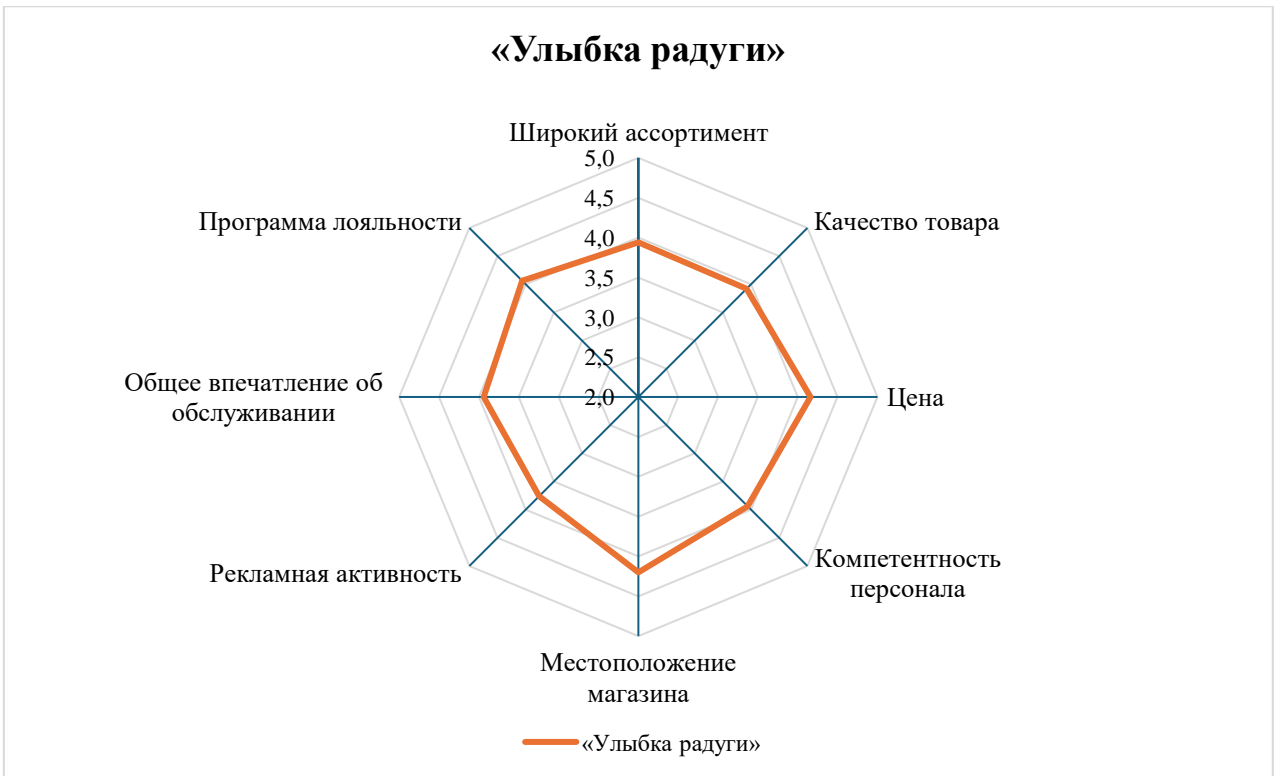 «Улыбка радуги»
Широкий ассортимент
5,0
4,5
4,0
3,5
3,0
2,5
2,0
Качество товара
Цена
Компетентность
персонала
Местоположение
магазина
Рекламная активность
Общее впечатление об
обслуживании
Программа лояльности
«Улыбка радуги»